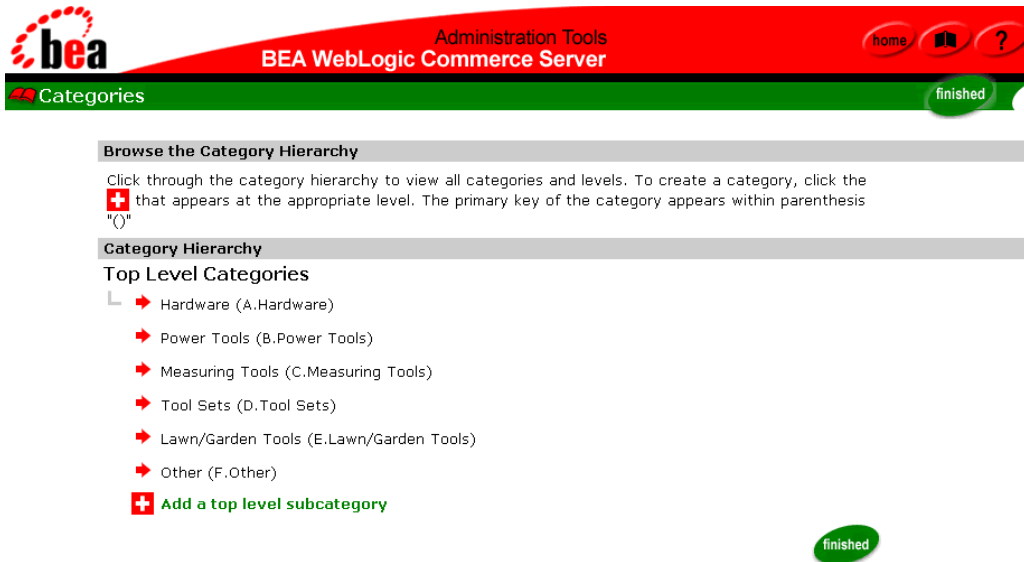 bea
Administration Tools
BEA WebLogic Commerce Server
home
?
Categories
finished
Browse the Category Hierarchy
Click through the category hierarchy to view all categories and levels. To create a category, click the
that appears at the appropriate level. The primary key of the category appears within parenthesis
"()"
Category Hierarchy
Top Level Categories
Hardware (A.Hardware)
Power Tools (B.Power Tools)
Measuring Tools (C.Measuring Tools)
Tool Sets (D.Tool Sets)
Lawn/Garden Tools (E.Lawn/Garden Tools)
Other (F.Other)
Add a top level subcategory
finished